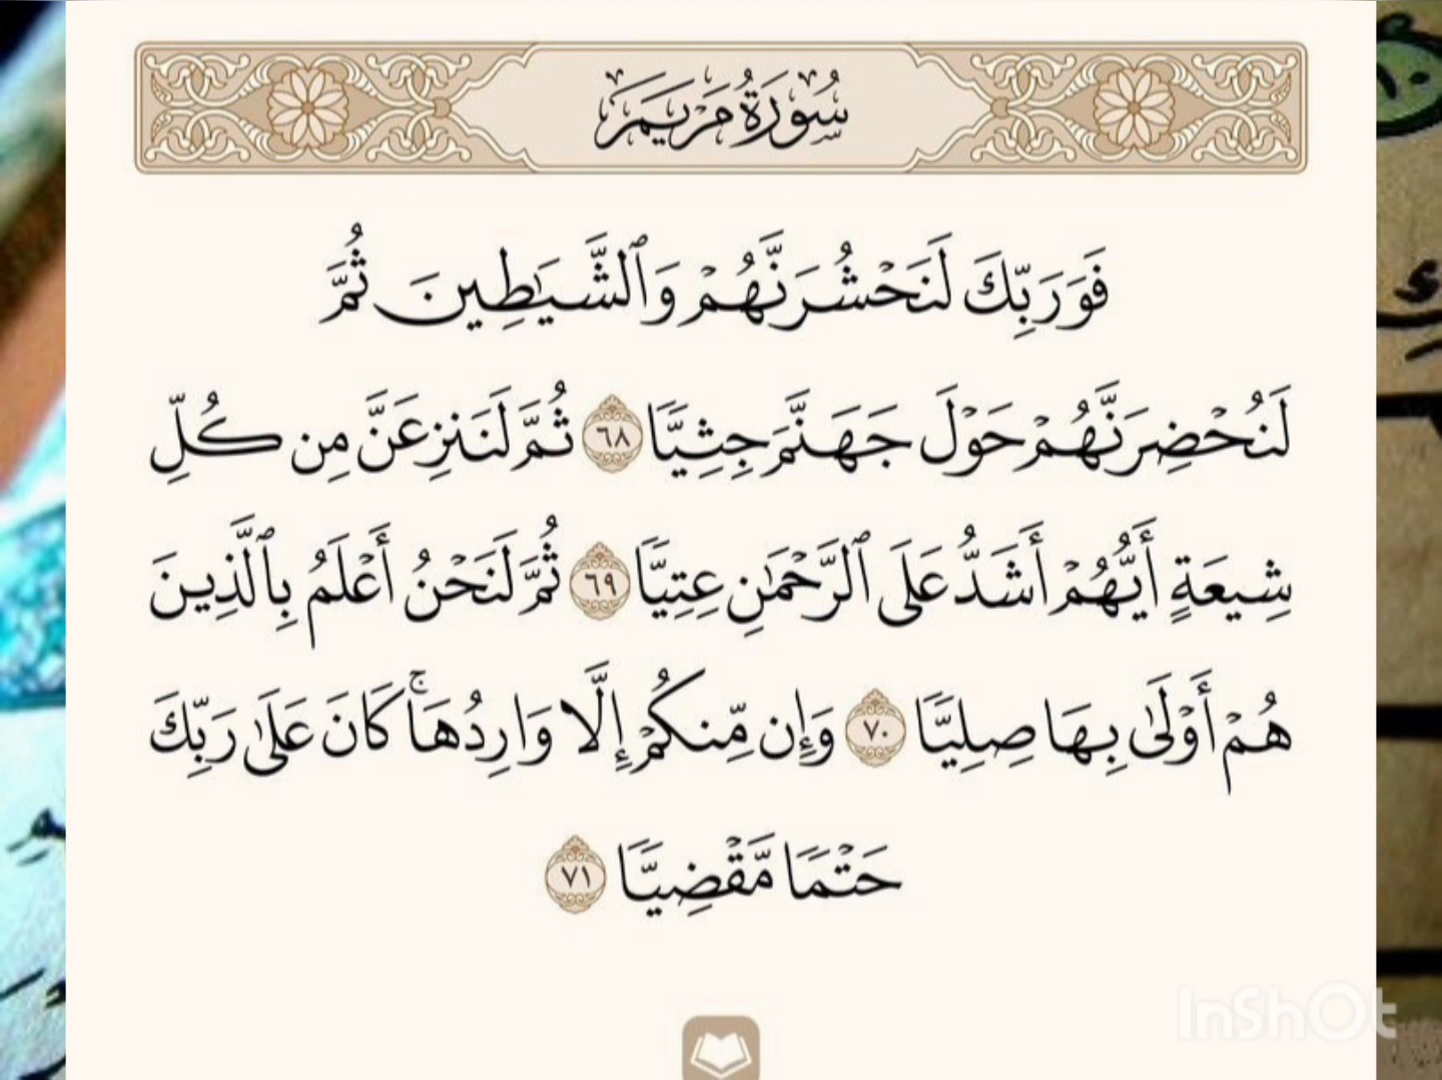 سُورَةُ مَرْيَمَ
فَوَرَبِّكَ لَنَحْشُرَنَّهُمْ وَٱلشَّيَٰطِينَ ثُمَّ
لَنُحْضِرَنَّهُمْ حَوْلَ جَهَنَّمَ جِثِيًّا ٦٨ ثُمَّ لَنَنزِعَنَّ مِن كُلِّ
شِيعَةٍ أَيُّهُمْ أَشَدُّ عَلَى ٱلرَّحْمَٰنِ عِتِيًّا ٦٩ ثُمَّ لَنَحْنُ أَعْلَمُ بِٱلَّذِينَ
هُمْ أَوْلَىٰ بِهَا صِلِيًّا ٧٠ وَإِن مِّنكُمْ إِلَّا وَارِدُهَا ۚ كَانَ عَلَىٰ رَبِّكَ
حَتْمًا مَّقْضِيًّا ٧١
InShOt